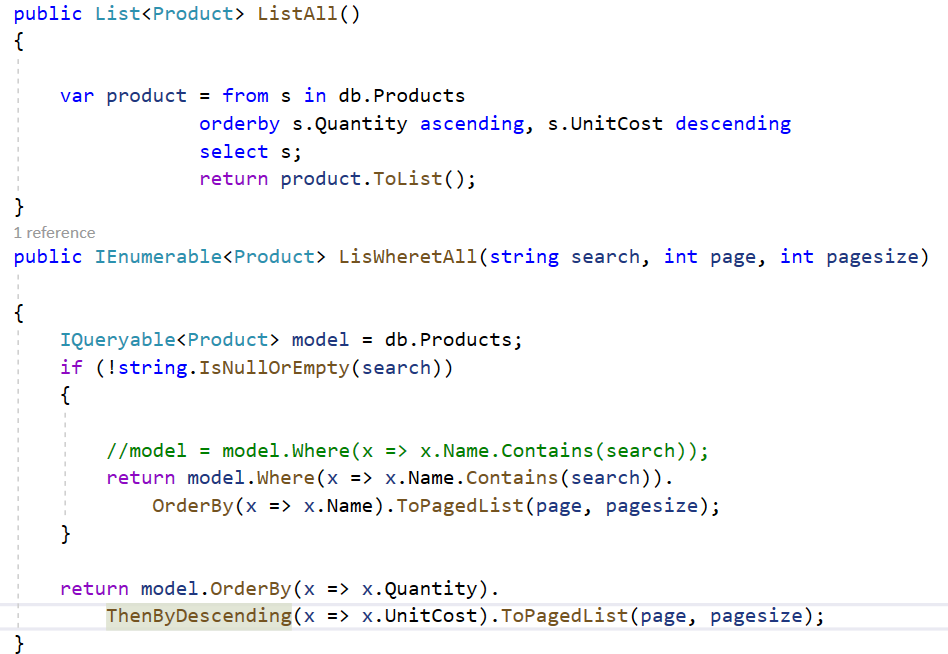 public List<Product> ListAll()
{
var product = from s in db.Products
orderby s.Quantity ascending, s.UnitCost descending
select s;
return product.ToList();
}
1 reference
public IEnumerable<Product> LisWheretAll(string search, int page, int pagesize)
{
IQueryable<Product> model = db.Products;
if (!string.IsNullOrEmpty(search))
{
//model = model.Where(x => x.Name.Contains(search));
return model.Where(x => x.Name.Contains(search)).
OrderBy(x => x.Name).ToPagedList(page, pagesize);
}
return model.OrderBy(x => x.Quantity).
ThenByDescending(x => x.UnitCost).ToPagedList(page, pagesize);
}